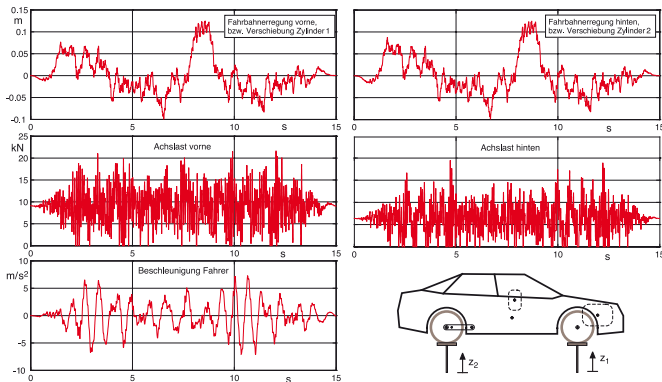 0.15
m
0.1
0.05
0
-0.05
-0.1
Fahrbahnerregung vorne,
bzw. Verschiebung Zylinder 1
0
5
10
s
15
Fahrbahnerregung hinten,
bzw. Verschiebung Zylinder 2
5
10
s
15
kN
25
20
15
10
5
0
Achslast vorne
0
5
10
s
15
Achslast hinten
5
10
s
15
m/s²
10
5
0
-5
-10
Beschleunigung Fahrer
0
5
10
s
15
z2
z1